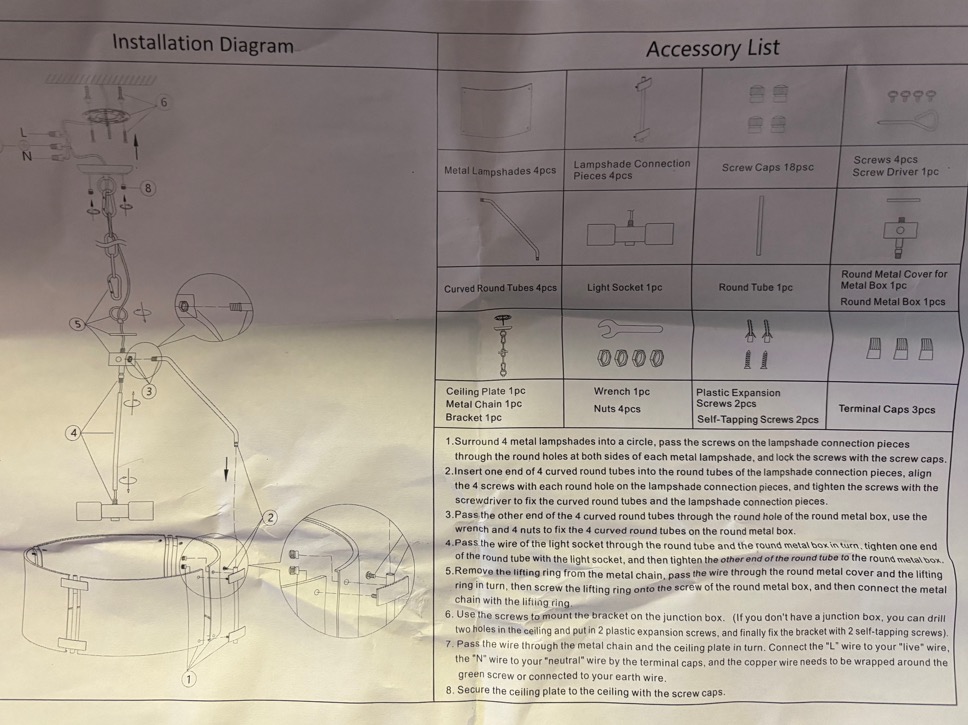 Installation Diagram
Accessory List
6
L
N
8
5
3
4
2
1
Metal Lampshades 4pcs
Lampshade Connection
Pieces 4pcs
Screw Caps 18psc
Screws 4pcs
Screw Driver 1pc
Curved Round Tubes 4pcs
Light Socket 1pc
Round Tube 1pc
Round Metal Cover for
Metal Box 1pc
Round Metal Box 1pcs
Ceiling Plate 1pc
Metal Chain 1pc
Bracket 1pc
Wrench 1pc
Nuts 4pcs
Plastic Expansion
Screws 2pcs
Self-Tapping Screws 2pcs
Terminal Caps 3pcs
1.Surround 4 metal lampshades into a circle, pass the screws on the lampshade connection pieces
through the round holes at both sides of each metal lampshade, and lock the screws with the screw caps.
2.Insert one end of 4 curved round tubes into the round tubes of the lampshade connection pieces, align
the 4 screws with each round hole on the lampshade connection pieces, and tighten the screws with the
screwdriver to fix the curved round tubes and the lampshade connection pieces.
3.Pass the other end of the 4 curved round tubes through the round hole of the round metal box, use the
wrench and 4 nuts to fix the 4 curved round tubes on the round metal box.
4.Pass the wire of the light socket through the round tube and the round metal box in turn, tighten one end
of the round tube with the light socket, and then tighten the other end of the round tube to the round metal box.
5.Remove the lifting ring from the metal chain, pass the wire through the round metal cover and the lifting
ring in turn, then screw the lifting ring onto the screw of the round metal box, and then connect the metal
chain with the lifting ring.
6. Use the screws to mount the bracket on the junction box. (If you don't have a junction box, you can drill
two holes in the ceiling and put in 2 plastic expansion screws, and finally fix the bracket with 2 self-tapping screws).
7. Pass the wire through the metal chain and the ceiling plate in turn. Connect the "L" wire to your "live" wire,
the "N" wire to your "neutral" wire by the terminal caps, and the copper wire needs to be wrapped around the
green screw or connected to your earth wire.
8. Secure the ceiling plate to the ceiling with the screw caps.